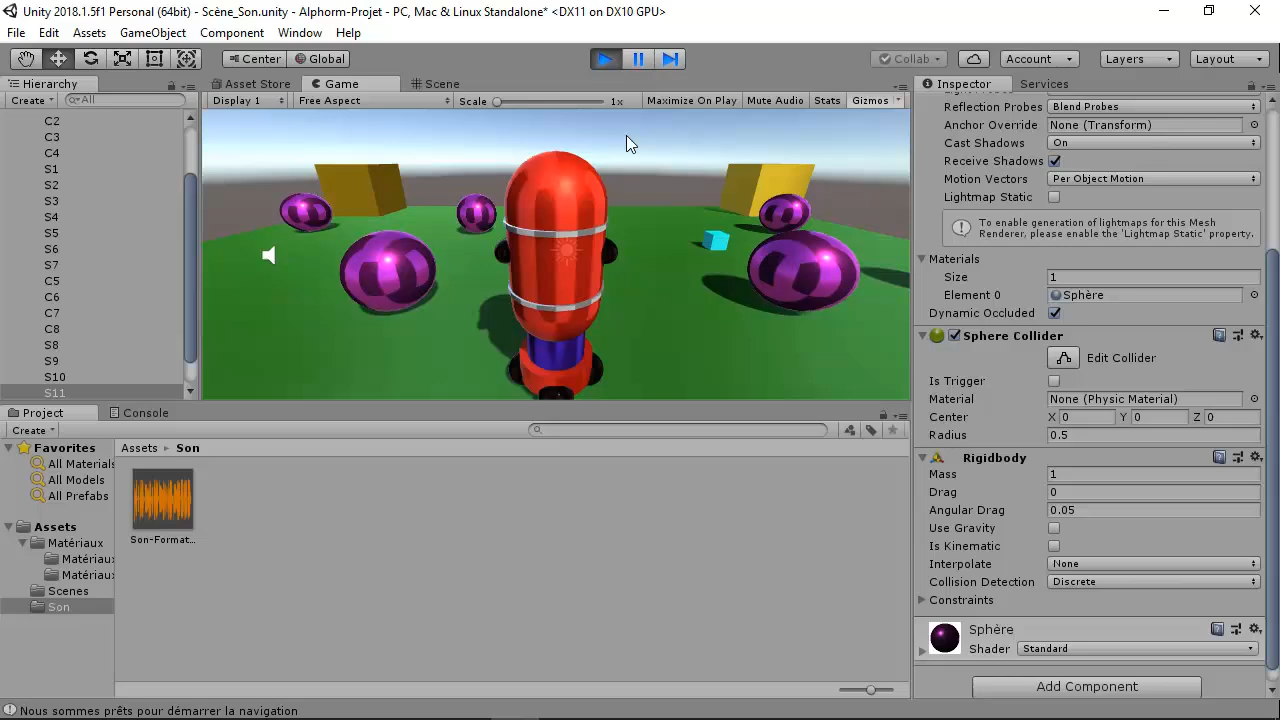 Unity 2018.1.5f1 Personal (64bit) - Scène_Son.unity - Alphorm-Projet - PC, Mac & Linux Standalone* <DX11 on DX10 GPU>
File Edit Assets GameObject Component Window Help
Center Global Collab Account Layers Layout
Hierarchy Asset Store Game Scene Inspector Services
Create All Display 1 Free Aspect Scale 1x Maximize On Play Mute Audio Stats Gizmos
C2
C3
C4
S1
S2
S3
S4
S5
S6
S7
C5
C6
C7
C8
S8
S9
S10
S11
Reflection Probes Blend Probes
Anchor Override None (Transform)
Cast Shadows On
Receive Shadows
Motion Vectors Per Object Motion
Lightmap Static
To enable generation of lightmaps for this Mesh
Renderer, please enable the 'Lightmap Static' property.
Materials
Size 1
Element 0 Sphère
Dynamic Occluded
Sphere Collider
Edit Collider
Is Trigger
Material None (Physic Material)
Center X 0 Y 0 Z 0
Radius 0.5
Rigidbody
Mass 1
Drag 0
Angular Drag 0.05
Use Gravity
Is Kinematic
Interpolate None
Collision Detection Discrete
Constraints
Sphère
Shader Standard
Add Component
Project Console
Create
Favorites
All Materials
All Models
All Prefabs
Assets
Matériaux
Matériaux
Matériaux
Scenes
Son
Assets Son
Son-Format...
Nous sommes prêts pour démarrer la navigation